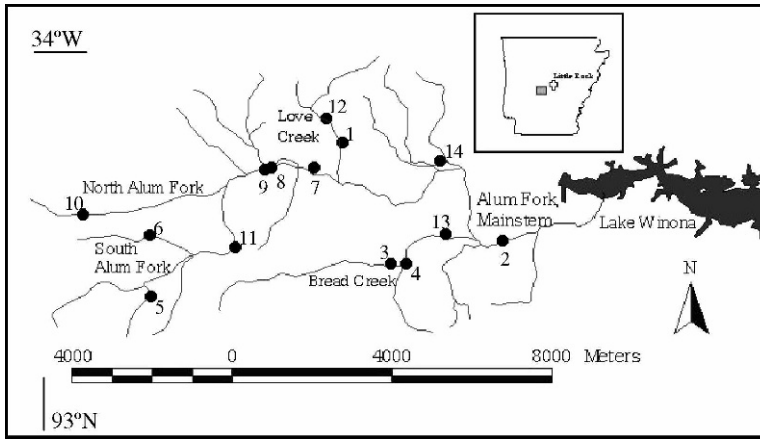 34ºW
Little Rock
12
Love
Creek
1
14
9
8
7
North Alum Fork
10
Alum Fork,
Mainstem
6
13
11
South
Alum Fork
Lake Winona
2
3
4
Bread Creek
N
5
4000
0
4000
8000
Meters
93ºN